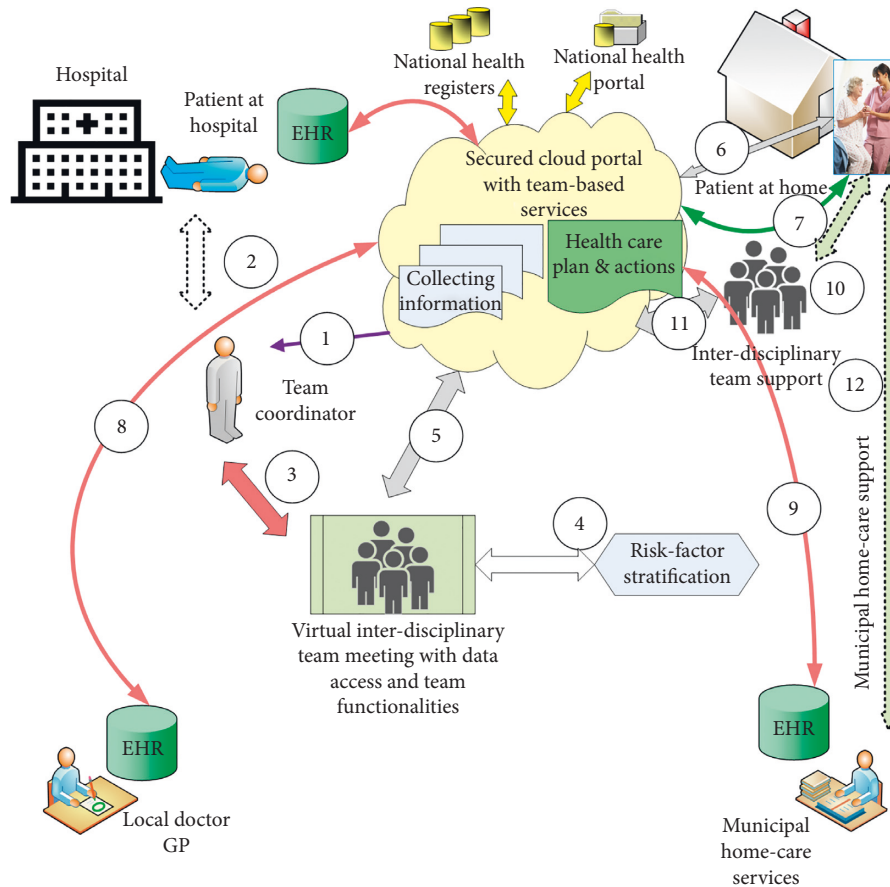 Hospital
Patient at
hospital
EHR
National health
registers
National health
portal
Secured cloud portal
with team-based
services
Collecting
information
Health care
plan & actions
6
Patient at home
7
2
10
11
Inter-disciplinary
team support
12
1
Team
coordinator
8
5
3
4
9
Risk-factor
stratification
Municipal home-care support
Virtual inter-disciplinary
team meeting with data
access and team
functionalities
EHR
Local doctor
GP
EHR
Municipal
home-care
services